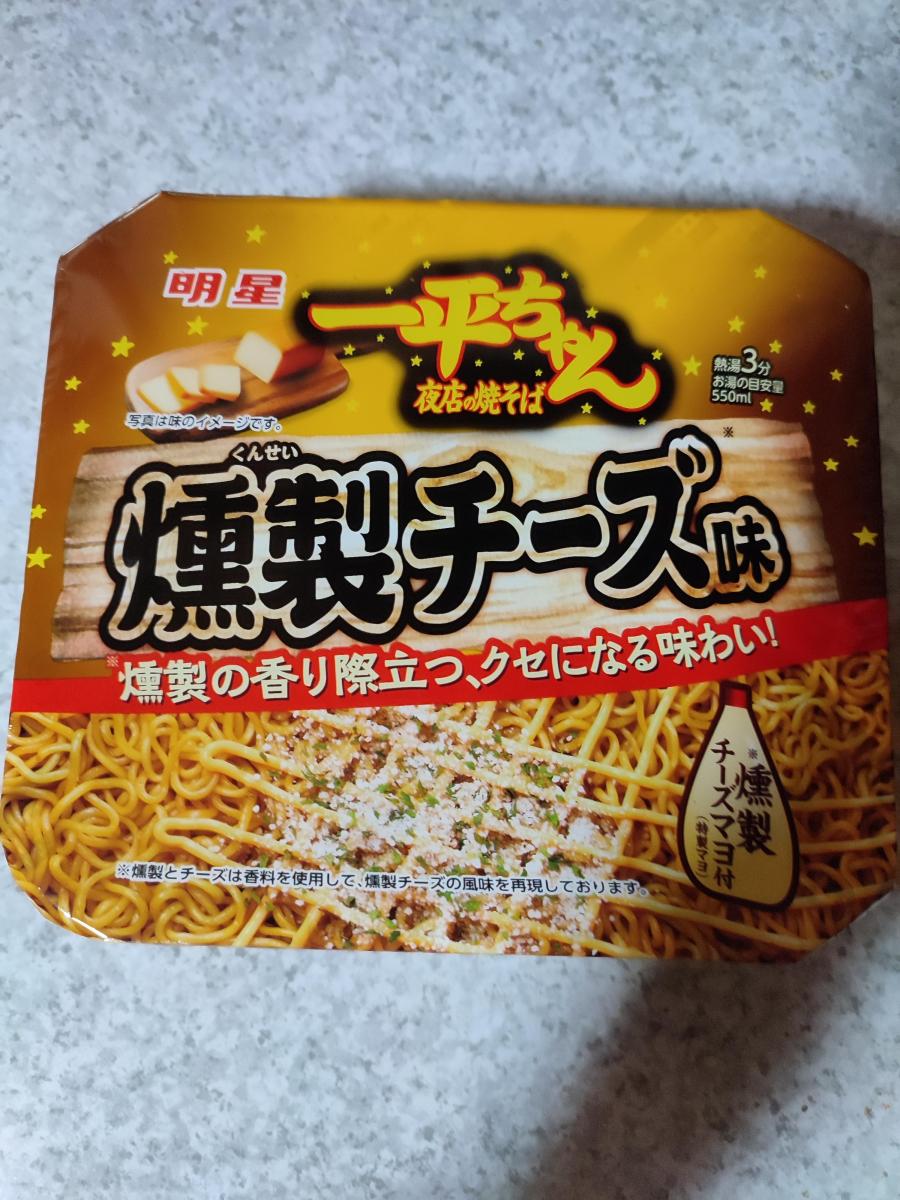 明星
一平ちゃん
夜店の焼そば
熱湯3分
お湯の目安量
550ml
写真は味のイメージです。
くんせい
※
燻製チーズ味
※燻製の香り際立つ、クセになる味わい!
※燻製
チーズマヨ付
(特製マヨ)
※燻製とチーズは香料を使用して、燻製チーズの風味を再現しております。